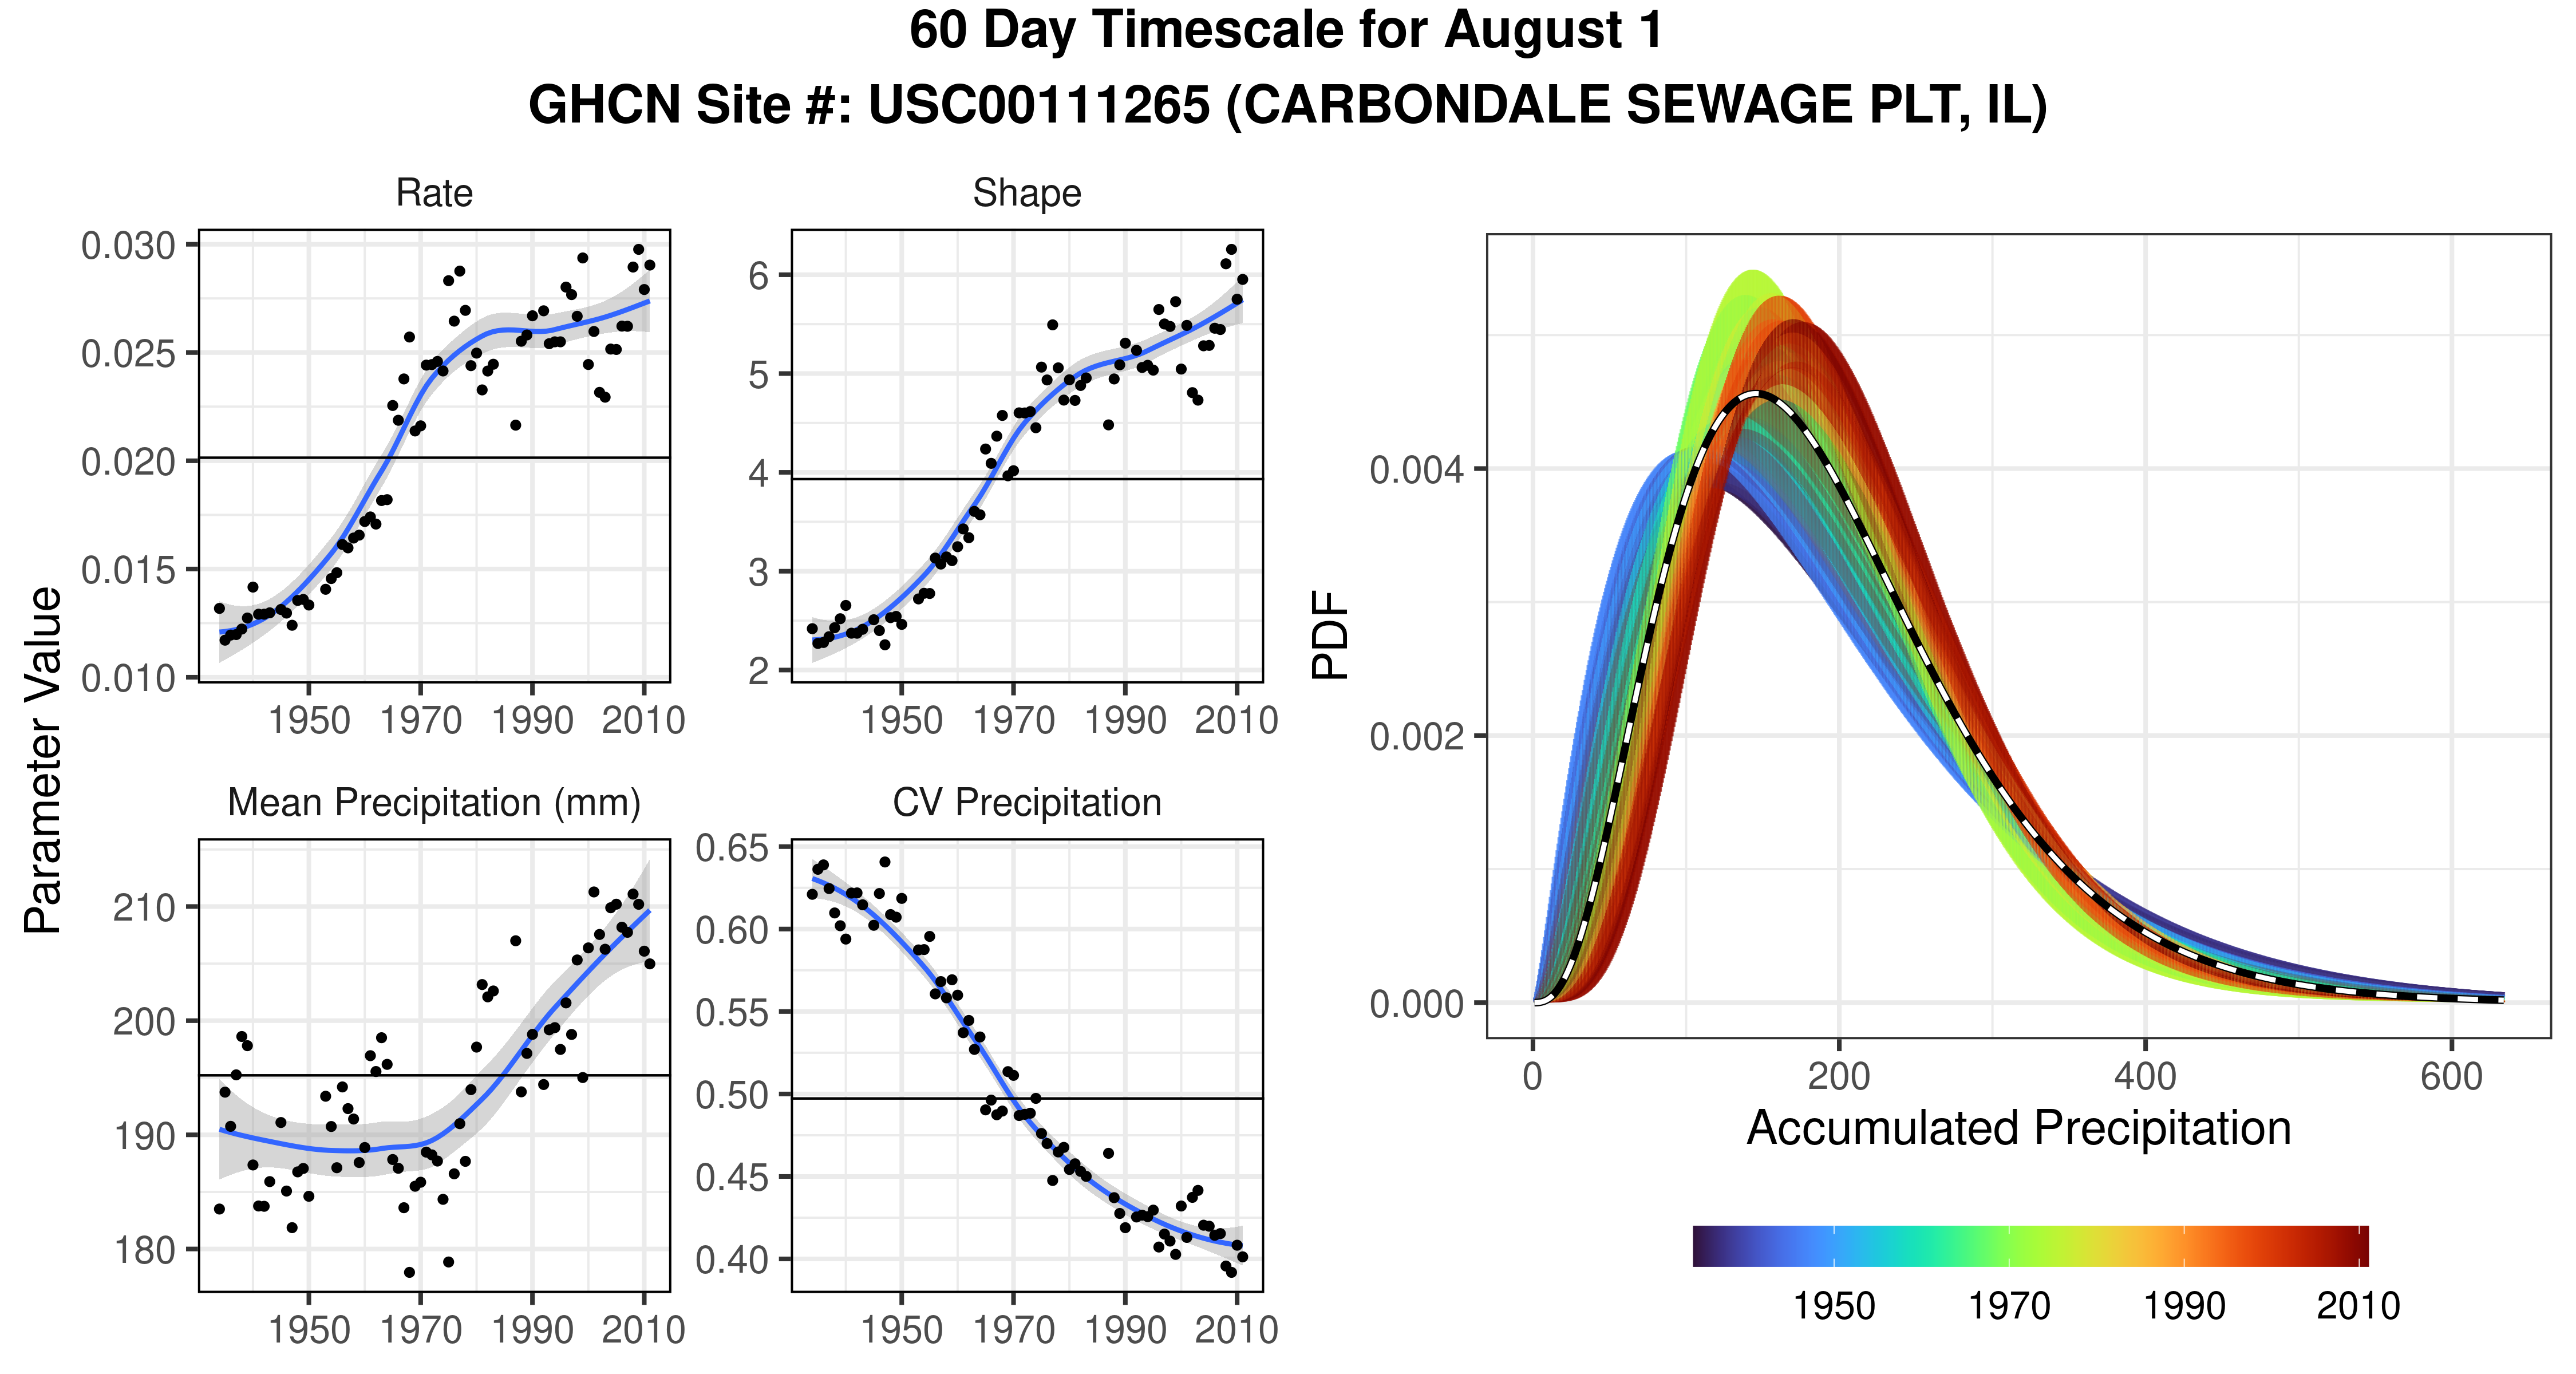 60 Day Timescale for August 1
GHCN Site #: USC00111265 (CARBONDALE SEWAGE PLT, IL)
Parameter Value
Rate
0.030
0.025
0.020
0.015
0.010
1950 1970 1990 2010
Shape
6
5
4
3
2
1950 1970 1990 2010
Mean Precipitation (mm)
210
200
190
180
1950 1970 1990 2010
CV Precipitation
0.65
0.60
0.55
0.50
0.45
0.40
1950 1970 1990 2010
PDF
0.004
0.002
0.000
0 200 400 600
Accumulated Precipitation
1950 1970 1990 2010